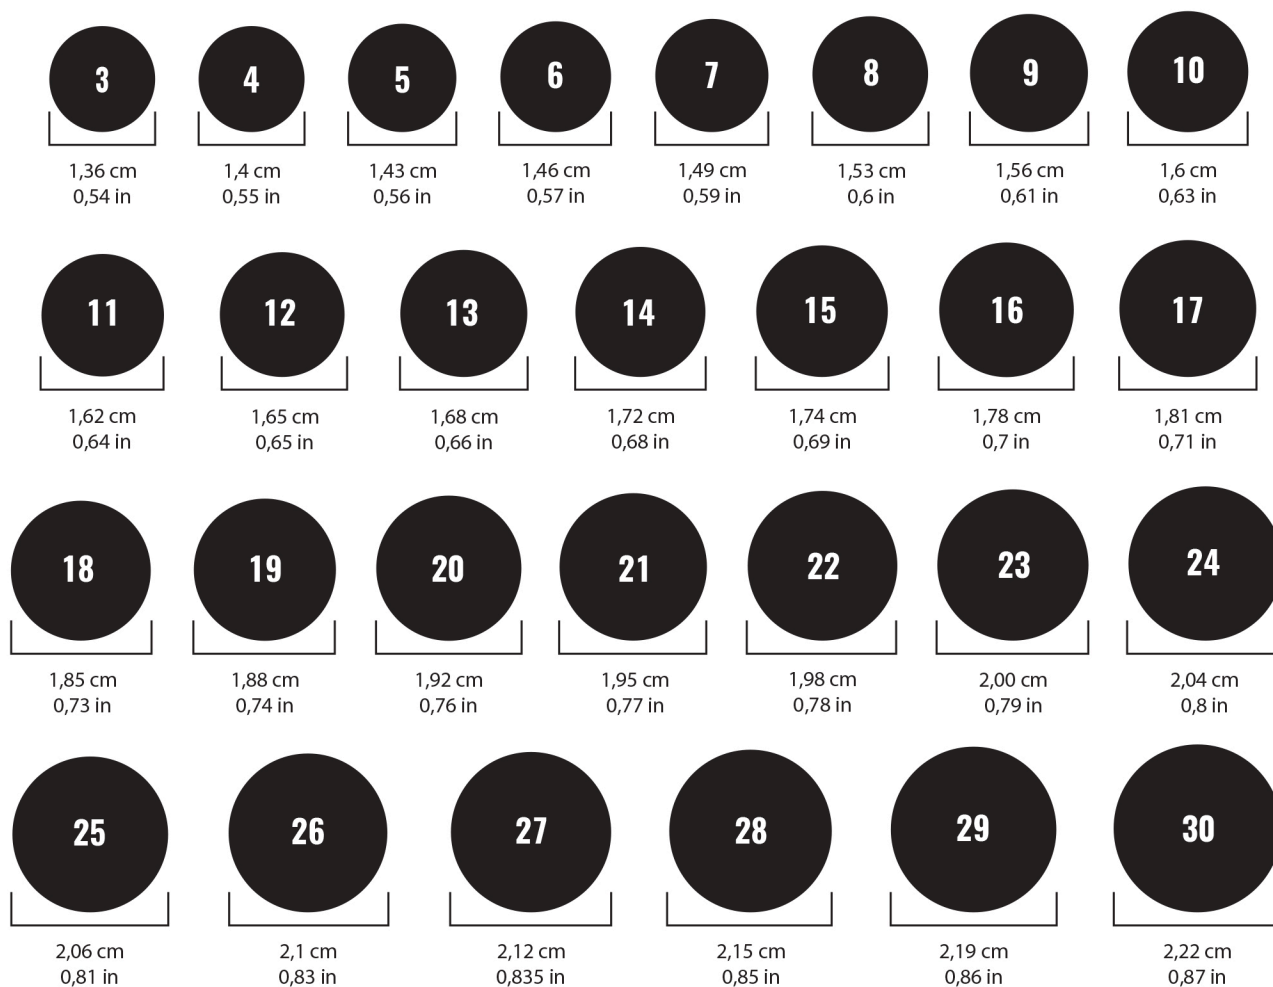 3 4 5 6 7 8 9 10
1,36 cm 1,4 cm 1,43 cm 1,46 cm 1,49 cm 1,53 cm 1,56 cm 1,6 cm
0,54 in 0,55 in 0,56 in 0,57 in 0,59 in 0,6 in 0,61 in 0,63 in
11 12 13 14 15 16 17
1,62 cm 1,65 cm 1,68 cm 1,72 cm 1,74 cm 1,78 cm 1,81 cm
0,64 in 0,65 in 0,66 in 0,68 in 0,69 in 0,7 in 0,71 in
18 19 20 21 22 23 24
1,85 cm 1,88 cm 1,92 cm 1,95 cm 1,98 cm 2,00 cm 2,04 cm
0,73 in 0,74 in 0,76 in 0,77 in 0,78 in 0,79 in 0,8 in
25 26 27 28 29 30
2,06 cm 2,1 cm 2,12 cm 2,15 cm 2,19 cm 2,22 cm
0,81 in 0,83 in 0,835 in 0,85 in 0,86 in 0,87 in